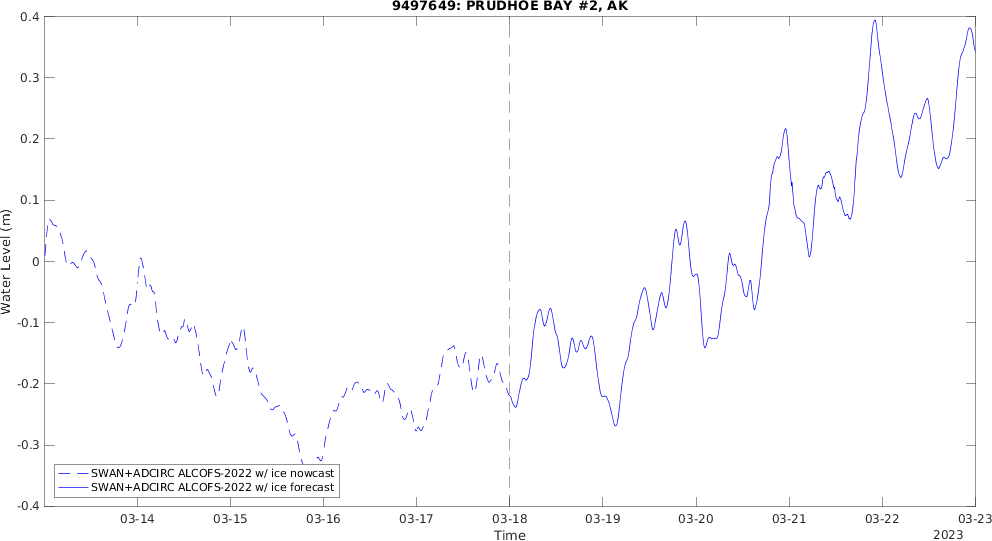 9497649: PRUDHOE BAY #2, AK
0.4
0.3
0.2
0.1
0
-0.1
-0.2
-0.3
-0.4
Water Level (m)
SWAN+ADCIRC ALCOFS-2022 w/ ice nowcast
SWAN+ADCIRC ALCOFS-2022 w/ ice forecast
03-14 03-15 03-16 03-17 03-18 03-19 03-20 03-21 03-22 03-23
Time
2023